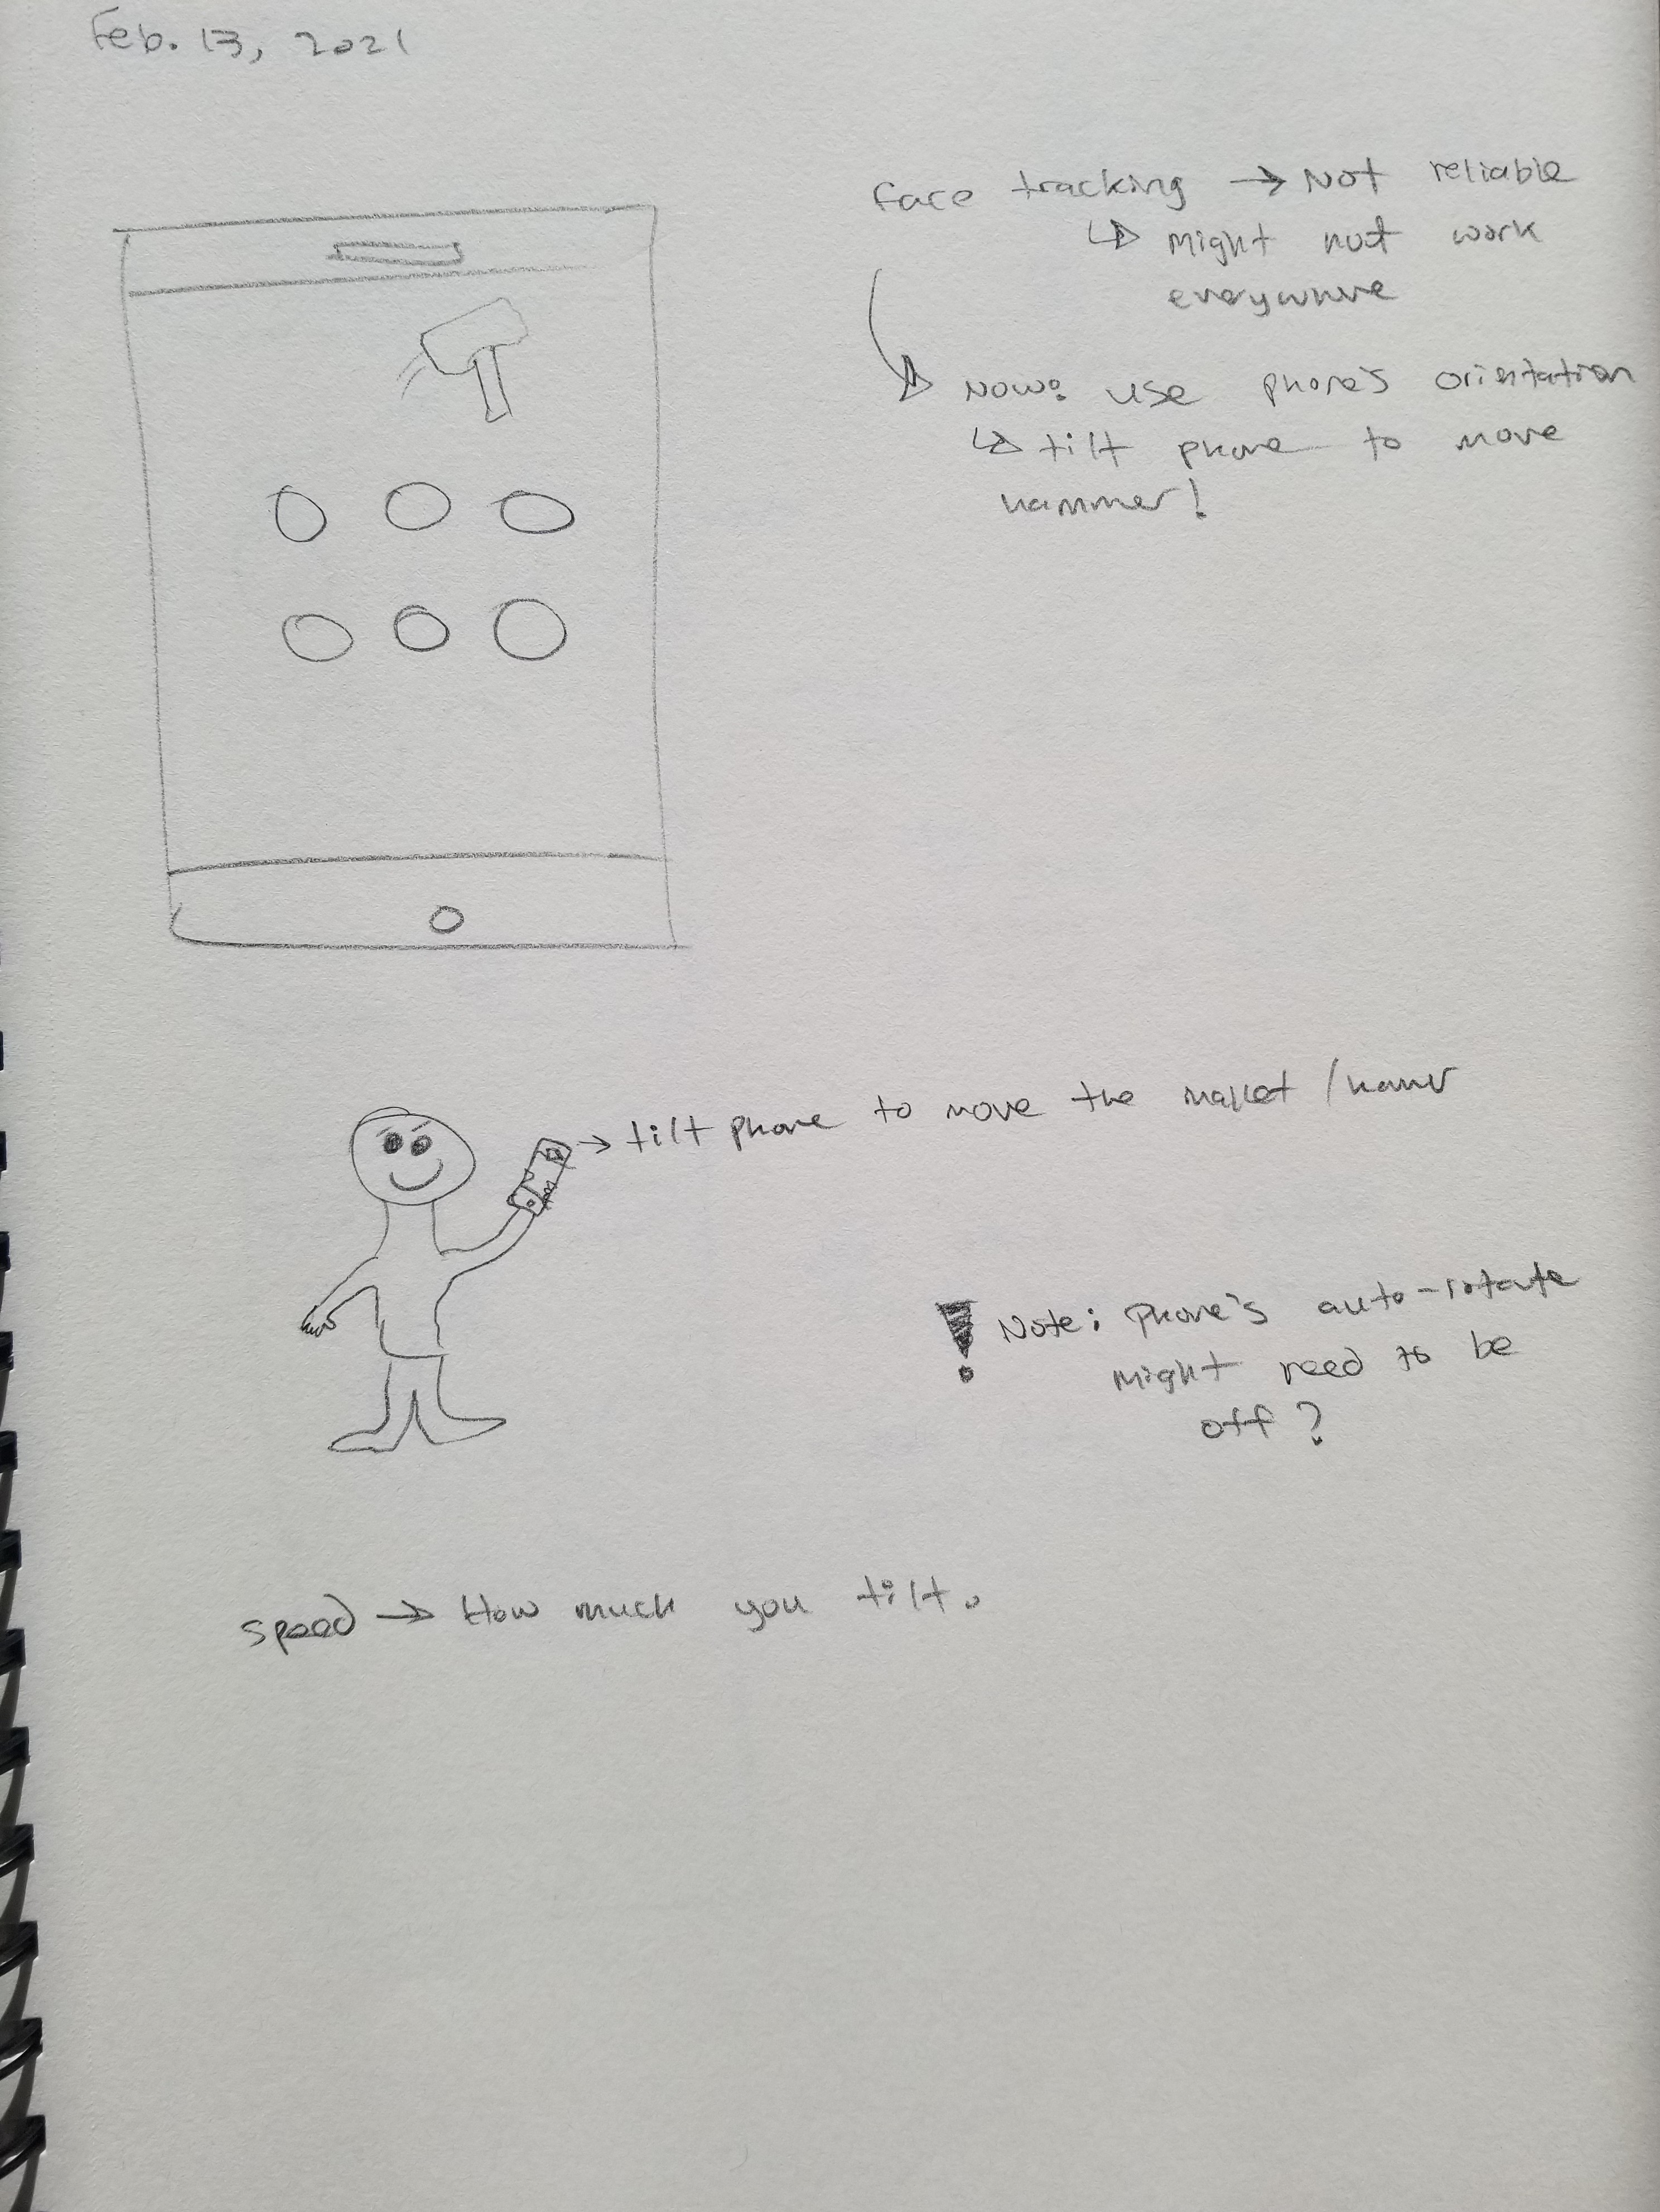 Feb. 13, 2021
face tracking → Not reliable
↳ Might not work
everywhere
Now: use phone's orientation
↳ tilt phone to move
hammer!
→ tilt phone to move the mallet / hammr
! Note: Phone's auto-rotate
Might need to be
off?
speed → How much you tilt.